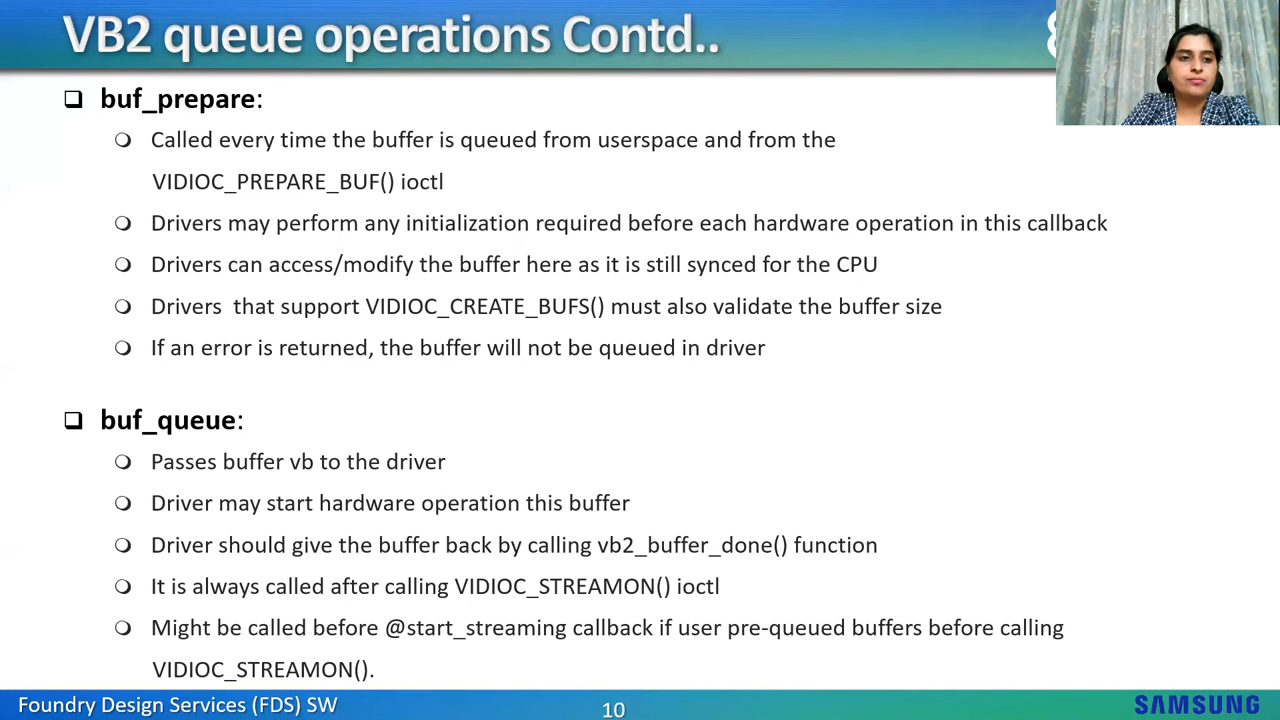 VB2 queue operations Contd..
buf_prepare:
Called every time the buffer is queued from userspace and from the
VIDIOC_PREPARE_BUF() ioctl
Drivers may perform any initialization required before each hardware operation in this callback
Drivers can access/modify the buffer here as it is still synced for the CPU
Drivers that support VIDIOC_CREATE_BUFS() must also validate the buffer size
If an error is returned, the buffer will not be queued in driver
buf_queue:
Passes buffer vb to the driver
Driver may start hardware operation this buffer
Driver should give the buffer back by calling vb2_buffer_done() function
It is always called after calling VIDIOC_STREAMON() ioctl
Might be called before @start_streaming callback if user pre-queued buffers before calling
VIDIOC_STREAMON().
Foundry Design Services (FDS) SW
10
SAMSUNG